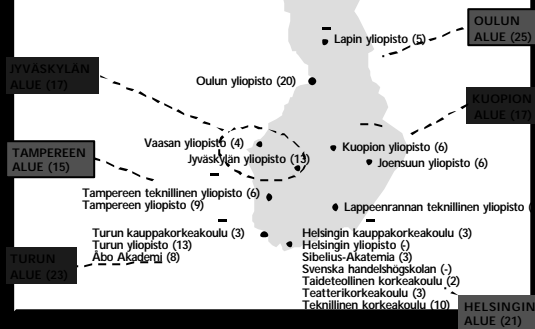 OULUN
ALUE (25)
Lapin yliopisto (5)
JYVÄSKYLÄN
ALUE (17)
Oulun yliopisto (20)
KUOPION
ALUE (17)
Vaasan yliopisto (4)
Jyväskylän yliopisto (13)
Kuopion yliopisto (6)
Joensuun yliopisto (6)
TAMPEREEN
ALUE (15)
Tampereen teknillinen yliopisto (6)
Tampereen yliopisto (9)
Lappeenrannan teknillinen yliopisto (
Turun kauppakorkeakoulu (3)
Turun yliopisto (13)
Åbo Akademi (8)
TURUN
ALUE (23)
Helsingin kauppakorkeakoulu (3)
Helsingin yliopisto (-)
Sibelius-Akatemia (3)
Svenska handelshögskolan (-)
Taideteollinen korkeakoulu (2)
Teatterikorkeakoulu (3)
Teknillinen korkeakoulu (10)
HELSINGIN
ALUE (21)